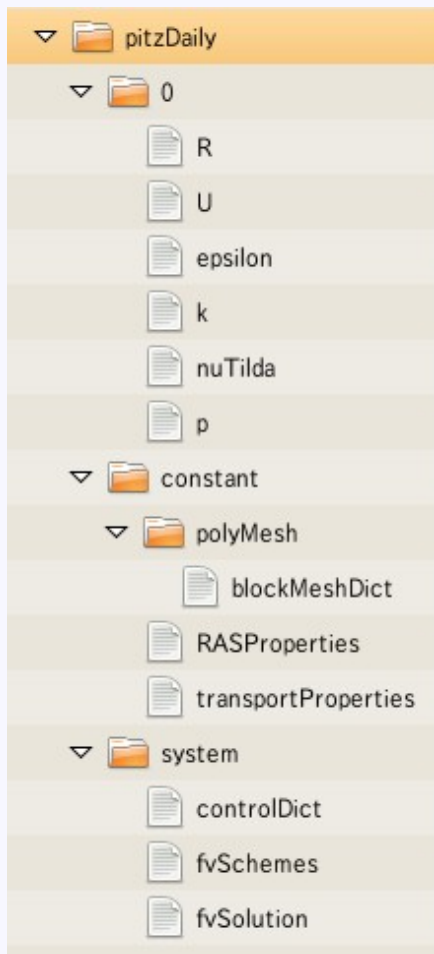 pitzDaily
0
R
U
epsilon
k
nuTilda
p
constant
polyMesh
blockMeshDict
RASProperties
transportProperties
system
controlDict
fvSchemes
fvSolution